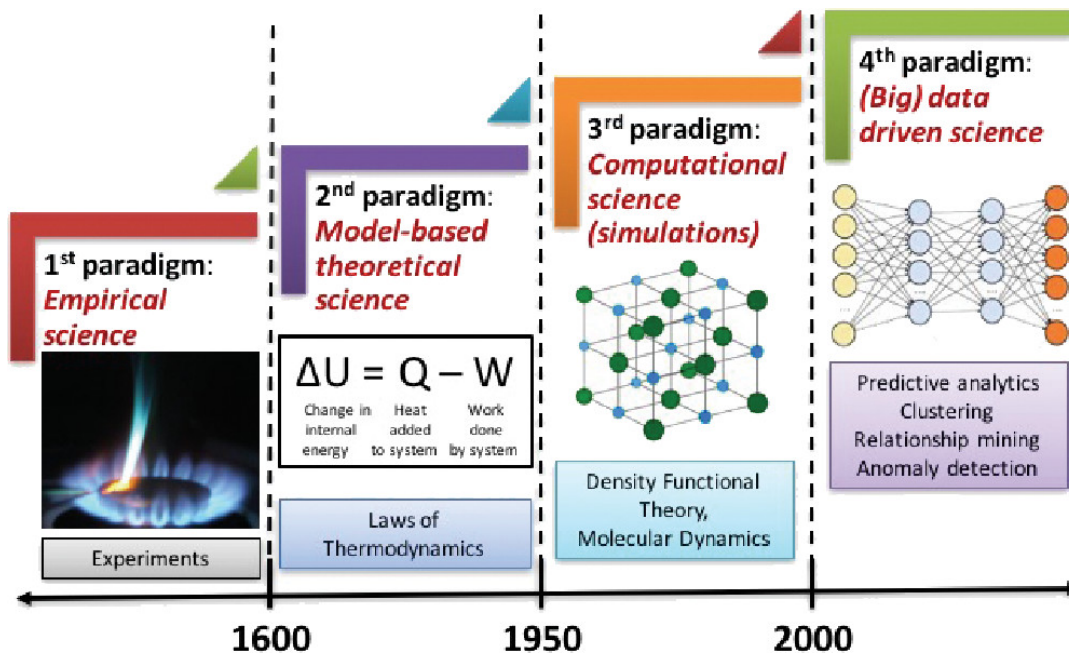 1st paradigm:
Empirical
science
Experiments
2nd paradigm:
Model-based
theoretical
science
ΔU = Q – W
Change in internal energy
Heat added to system
Work done by system
Laws of
Thermodynamics
3rd paradigm:
Computational
science
(simulations)
Density Functional
Theory,
Molecular Dynamics
4th paradigm:
(Big) data
driven science
...
...
...
...
Predictive analytics
Clustering
Relationship mining
Anomaly detection
1600
1950
2000